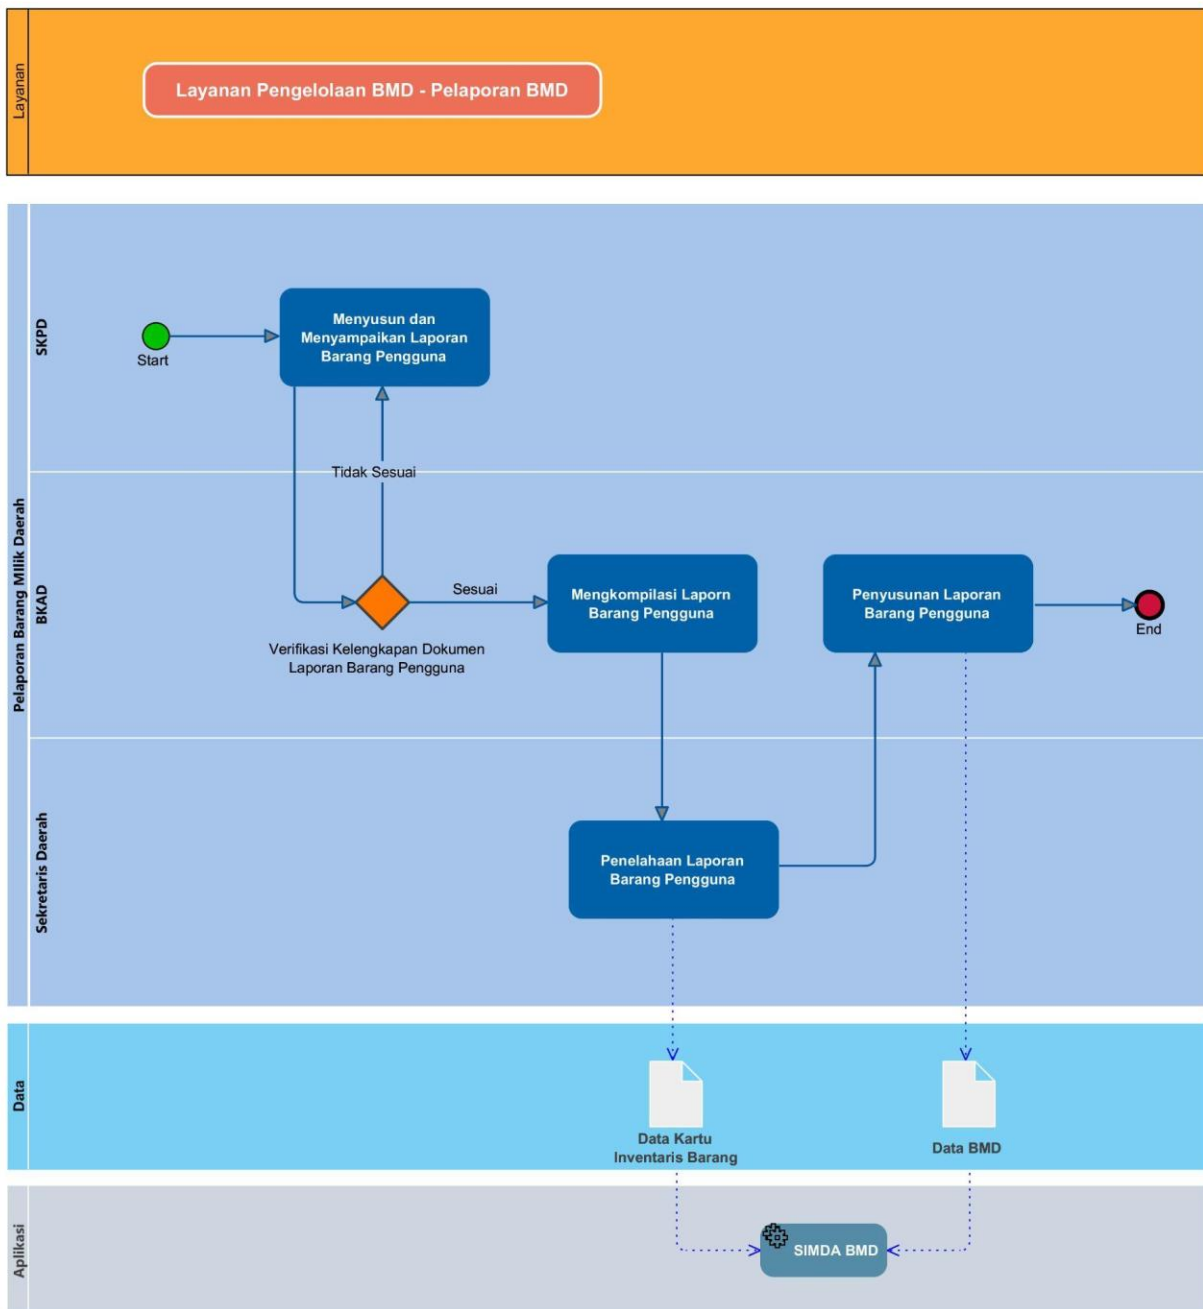 Layanan
Layanan Pengelolaan BMD - Pelaporan BMD
Pelaporan Barang MIlik Daerah
SKPD
Start
Menyusun dan
Menyampaikan Laporan
Barang Pengguna
Tidak Sesuai
BKAD
Verifikasi Kelengkapan Dokumen
Laporan Barang Pengguna
Sesuai
Mengkompilasi Laporn
Barang Pengguna
Penyusunan Laporan
Barang Pengguna
End
Sekretaris Daerah
Penelahaan Laporan
Barang Pengguna
Data
Data Kartu
Inventaris Barang
Data BMD
Aplikasi
SIMDA BMD